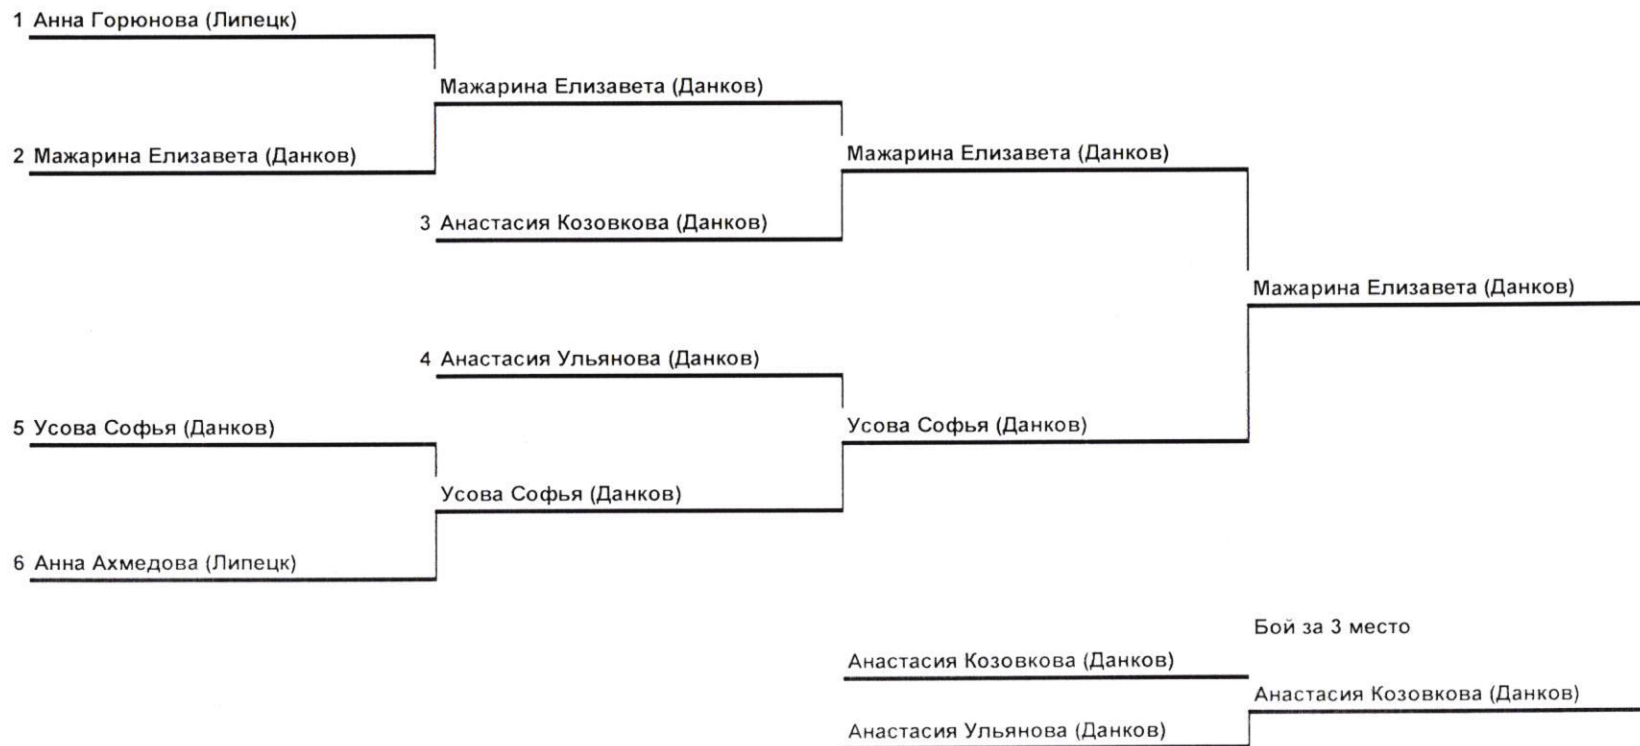 1 Анна Горюнова (Липецк)
Мажарина Елизавета (Данков)
2 Мажарина Елизавета (Данков)
Мажарина Елизавета (Данков)
3 Анастасия Козовкова (Данков)
Мажарина Елизавета (Данков)
4 Анастасия Ульянова (Данков)
5 Усова Софья (Данков)
Усова Софья (Данков)
Усова Софья (Данков)
6 Анна Ахмедова (Липецк)
Бой за 3 место
Анастасия Козовкова (Данков)
Анастасия Козовкова (Данков)
Анастасия Ульянова (Данков)